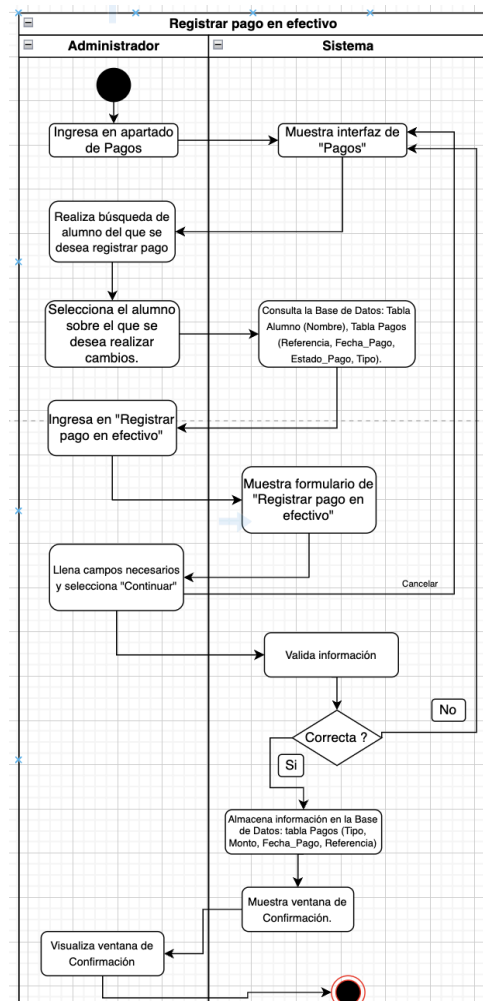 Registrar pago en efectivo
Administrador
Sistema
Ingresa en apartado
de Pagos
Muestra interfaz de
"Pagos"
Realiza búsqueda de
alumno del que se
desea registrar pago
Selecciona el alumno
sobre el que se
desea realizar
cambios.
Consulta la Base de Datos: Tabla
Alumno (Nombre), Tabla Pagos
(Referencia, Fecha_Pago,
Estado_Pago, Tipo).
Ingresa en "Registrar
pago en efectivo"
Muestra formulario de
"Registrar pago en
efectivo"
Llena campos necesarios
y selecciona "Continuar"
Cancelar
Valida información
No
Correcta ?
Si
Almacena información en la Base
de Datos: tabla Pagos (Tipo,
Monto, Fecha_Pago, Referencia)
Muestra ventana de
Confirmación.
Visualiza ventana de
Confirmación